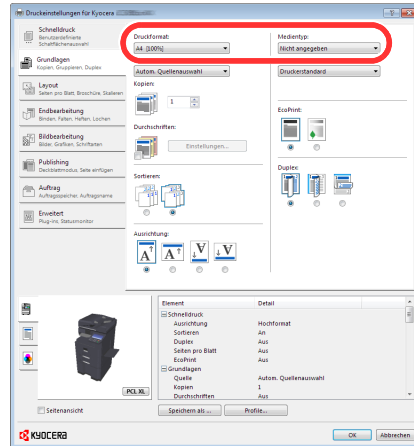 Druckeinstellungen für Kyocera
Schnelldruck
Benutzerdefinierte
Schaltflächenauswahl
Grundlagen
Kopien, Gruppieren, Duplex
Layout
Seiten pro Blatt, Broschüre, Skalieren
Endbearbeitung
Binden, Falten, Heften, Lochen
Bildbearbeitung
Bilder, Grafiken, Schriftarten
Publishing
Deckblattmodus, Seite einfügen
Auftrag
Auftragsspeicher, Auftragsname
Erweitert
Plug-ins, Statusmonitor
Druckformat:
A4 [100%]
Autom. Quellenauswahl
Kopien:
1
Durchschriften:
Einstellungen...
Sortieren:
Ausrichtung:
A A A A
Medientyp:
Nicht angegeben
Druckerstandard
EcoPrint:
Duplex:
PCL XL
Element Detail
Schnelldruck
Ausrichtung Hochformat
Sortieren An
Duplex Aus
Seiten pro Blatt Aus
EcoPrint Aus
Grundlagen
Quelle Autom. Quellenauswahl
Kopien 1
Durchschriften Aus
Seitenansicht
Speichern als ...
Profile...
KYOCERA
OK
Abbrechen